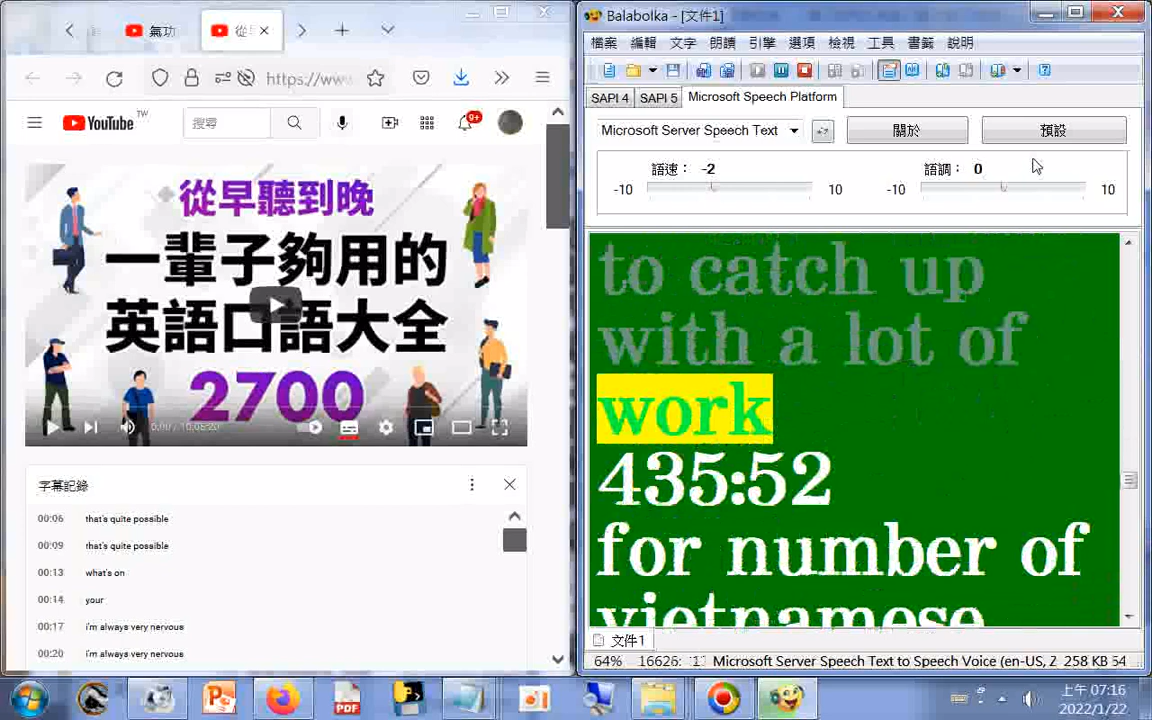 氣功
從
https://www
YouTube TW
搜尋
9+
從早聽到晚
一輩子夠用的
英語口語大全
2700
字幕記錄
00:06 that's quite possible
00:09 that's quite possible
00:13 what's on
00:14 your
00:17 i'm always very nervous
00:20 i'm always very nervous
Balabolka - [文件1]
檔案 編輯 文字 朗讀 引擎 選項 檢視 工具 書籤 說明
SAPI 4 SAPI 5 Microsoft Speech Platform
Microsoft Server Speech Text 關於 預設
語速： -2 語調： 0
-10 10 -10 10
to catch up
with a lot of
work
435:52
for number of
vietnamese
文件1
64% 16626: 1 Microsoft Server Speech Text to Speech Voice (en-US, Z 258 KB 54
PDF
上午 07:16
2022/1/22